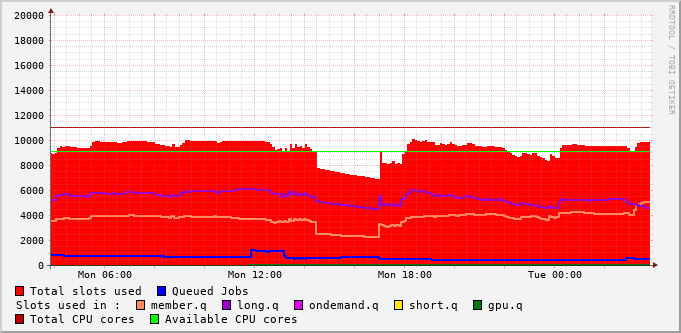 20000
18000
16000
14000
12000
10000
8000
6000
4000
2000
0
Mon 06:00 Mon 12:00 Mon 18:00 Tue 00:00
RRDTOOL / TOBI OETIKER
Total slots used Queued Jobs
Slots used in : member.q long.q ondemand.q short.q gpu.q
Total CPU cores Available CPU cores